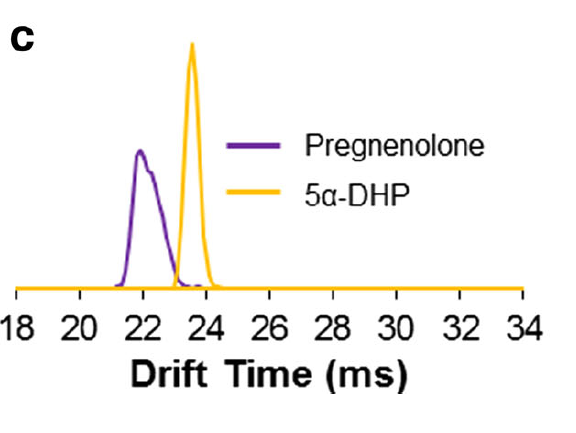 c
Pregnenolone
5α-DHP
18 20 22 24 26 28 30 32 34
Drift Time (ms)